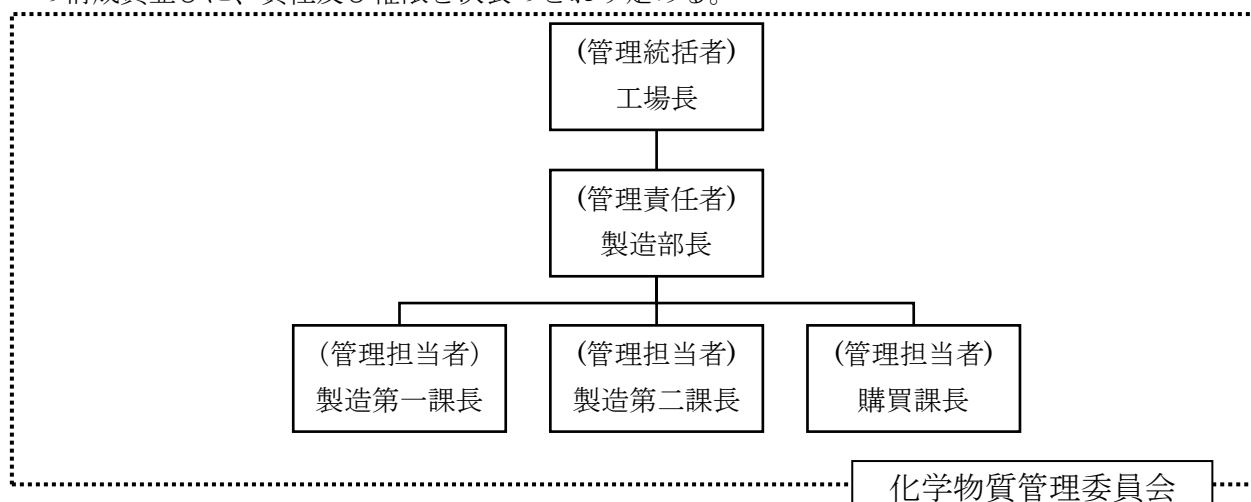 (管理統括者)
工場長
(管理責任者)
製造部長
(管理担当者)
製造第一課長
(管理担当者)
製造第二課長
(管理担当者)
購買課長
化学物質管理委員会